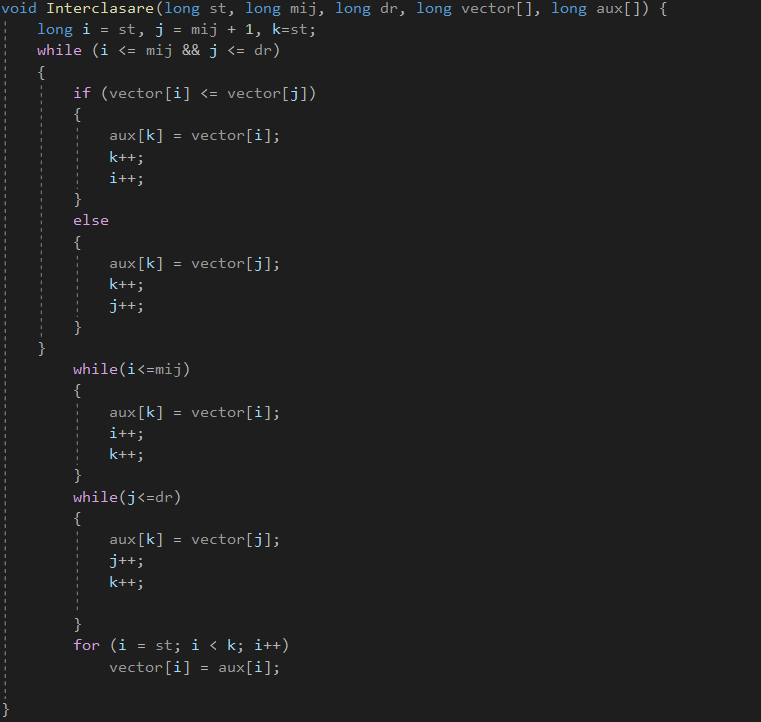 void Interclasare(long st, long mij, long dr, long vector[], long aux[]) {
    long i = st, j = mij + 1, k=st;
    while (i <= mij && j <= dr)
    {
        if (vector[i] <= vector[j])
        {
            aux[k] = vector[i];
            k++;
            i++;
        }
        else
        {
            aux[k] = vector[j];
            k++;
            j++;
        }
    }
        while(i<=mij)
        {
            aux[k] = vector[i];
            i++;
            k++;
        }
        while(j<=dr)
        {
            aux[k] = vector[j];
            j++;
            k++;

        }
        for (i = st; i < k; i++)
            vector[i] = aux[i];

}